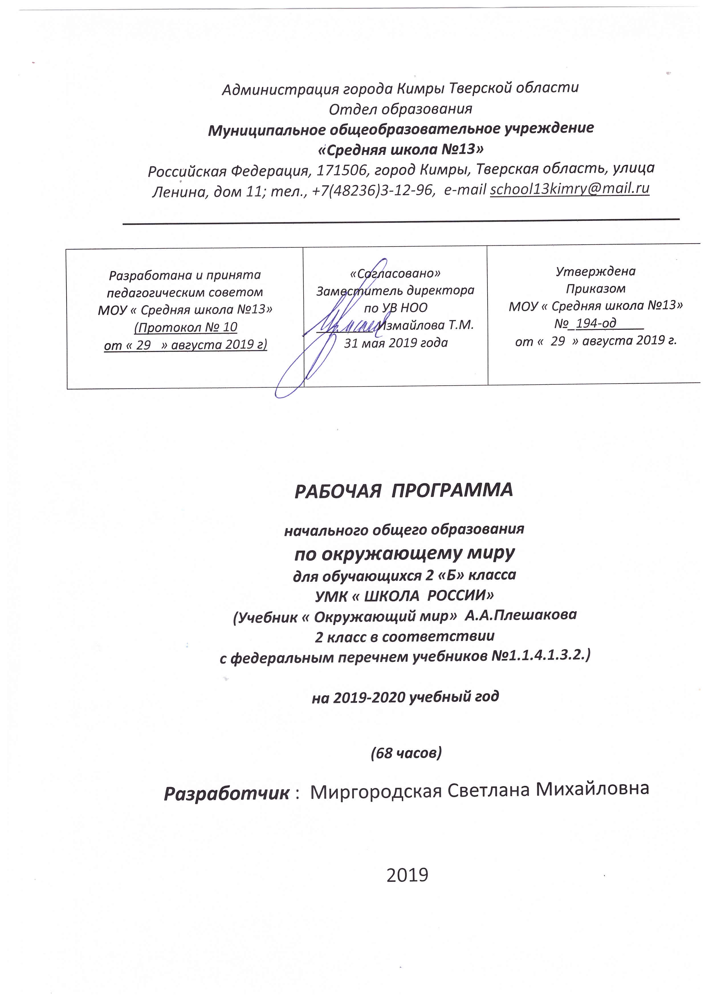 Администрация города Кимры Тверской области
Отдел образования
Муниципальное общеобразовательное учреждение
«Средняя школа №13»
Российская Федерация, 171506, город Кимры, Тверская область, улица
Ленина, дом 11; тел., +7(48236)3-12-96, e-mail school13kimry@mail.ru
Разработана и принята
педагогическим советом
МОУ « Средняя школа №13»
(Протокол № 10
от « 29 » августа 2019 г)
«Согласовано»
Заместитель директора
по УВ НОО
________Измайлова Т.М.
31 мая 2019 года
Утверждена
Приказом
МОУ « Средняя школа №13»
№_194-од____
от « 29 » августа 2019 г.
РАБОЧАЯ ПРОГРАММА
начального общего образования
по окружающему миру
для обучающихся 2 «Б» класса
УМК « ШКОЛА РОССИИ»
(Учебник « Окружающий мир» А.А.Плешакова
2 класс в соответствии
с федеральным перечнем учебников №1.1.4.1.3.2.)
на 2019-2020 учебный год
(68 часов)
Разработчик : Миргородская Светлана Михайловна
2019